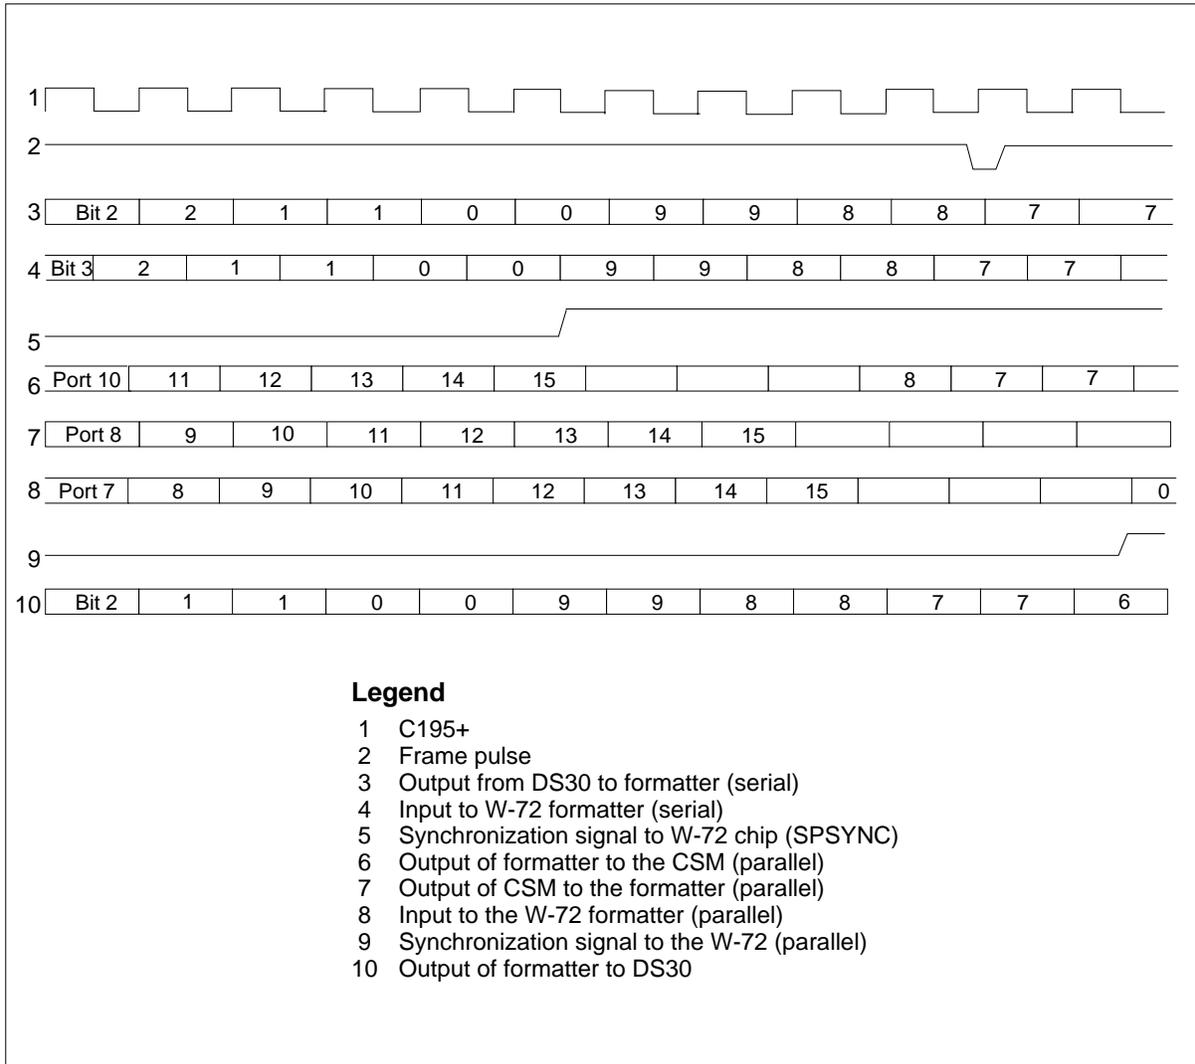 1
2
3 Bit 2 2 1 1 0 0 9 9 8 8 7 7
4 Bit 3 2 1 1 0 0 9 9 8 8 7 7
5
6 Port 10 11 12 13 14 15 8 7 7
7 Port 8 9 10 11 12 13 14 15
8 Port 7 8 9 10 11 12 13 14 15 0
9
10 Bit 2 1 1 0 0 9 9 8 8 7 7 6
Legend
1 C195+
2 Frame pulse
3 Output from DS30 to formatter (serial)
4 Input to W-72 formatter (serial)
5 Synchronization signal to W-72 chip (SPSYNC)
6 Output of formatter to the CSM (parallel)
7 Output of CSM to the formatter (parallel)
8 Input to the W-72 formatter (parallel)
9 Synchronization signal to the W-72 (parallel)
10 Output of formatter to DS30